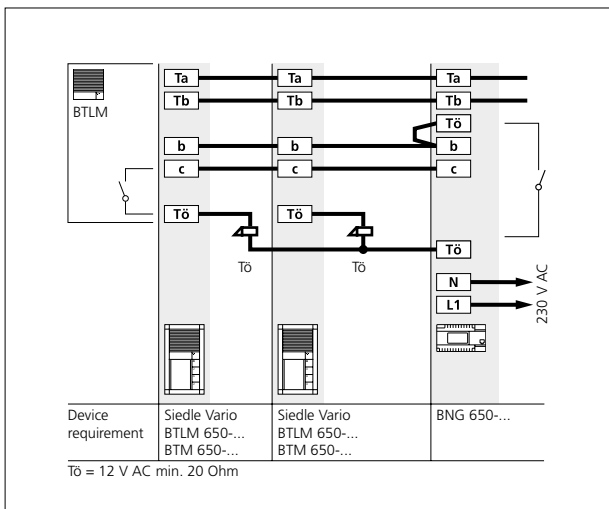 BTLM
Ta Ta Ta
Tb Tb Tb
Tö
b b b
c c c
Tö Tö
Tö Tö Tö
N
L1
230 V AC
Device requirement
Siedle Vario
BTLM 650-...
BTM 650-...
Siedle Vario
BTLM 650-...
BTM 650-...
BNG 650-...
Tö = 12 V AC min. 20 Ohm